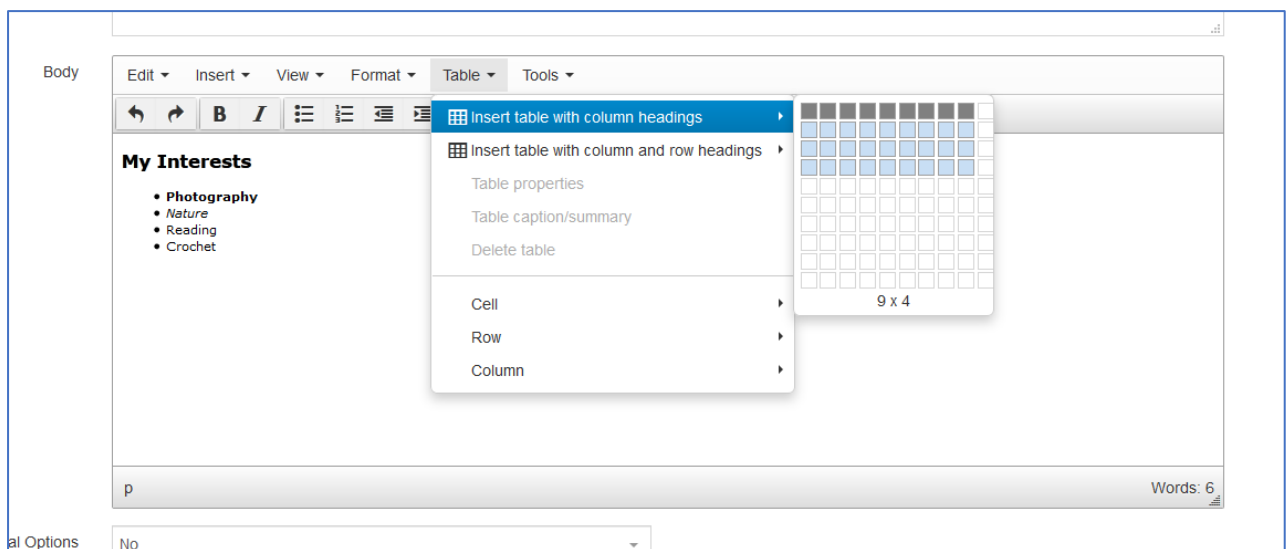 Body
Edit Insert View Format Table Tools
B I
Insert table with column headings
Insert table with column and row headings
Table properties
Table caption/summary
Delete table
Cell
Row
Column
9 x 4
My Interests
• Photography
• Nature
• Reading
• Crochet
p Words: 6
al Options No